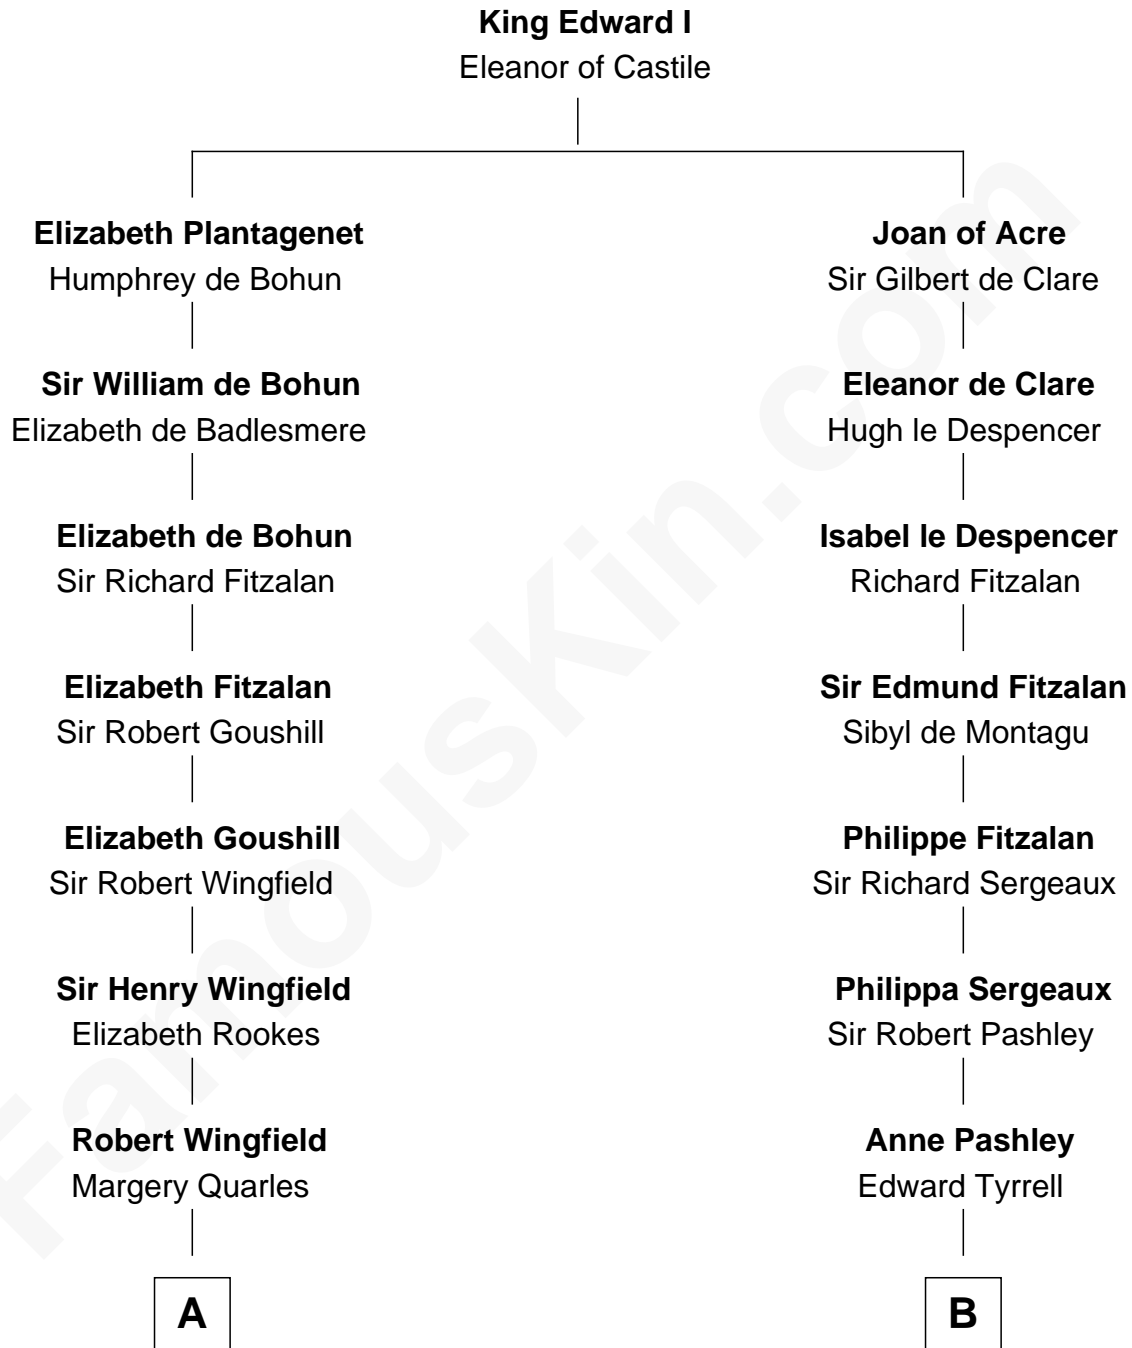 King Edward I
Eleanor of Castile
Elizabeth Plantagenet
Humphrey de Bohun
Joan of Acre
Sir Gilbert de Clare
Sir William de Bohun
Elizabeth de Badlesmere
Eleanor de Clare
Hugh le Despencer
Elizabeth de Bohun
Sir Richard Fitzalan
Isabel le Despencer
Richard Fitzalan
Elizabeth Fitzalan
Sir Robert Goushill
Sir Edmund Fitzalan
Sibyl de Montagu
Elizabeth Goushill
Sir Robert Wingfield
Philippe Fitzalan
Sir Richard Sergeaux
Sir Henry Wingfield
Elizabeth Rookes
Philippa Sergeaux
Sir Robert Pashley
Robert Wingfield
Margery Quarles
Anne Pashley
Edward Tyrrell
A
B
FamousKin.com